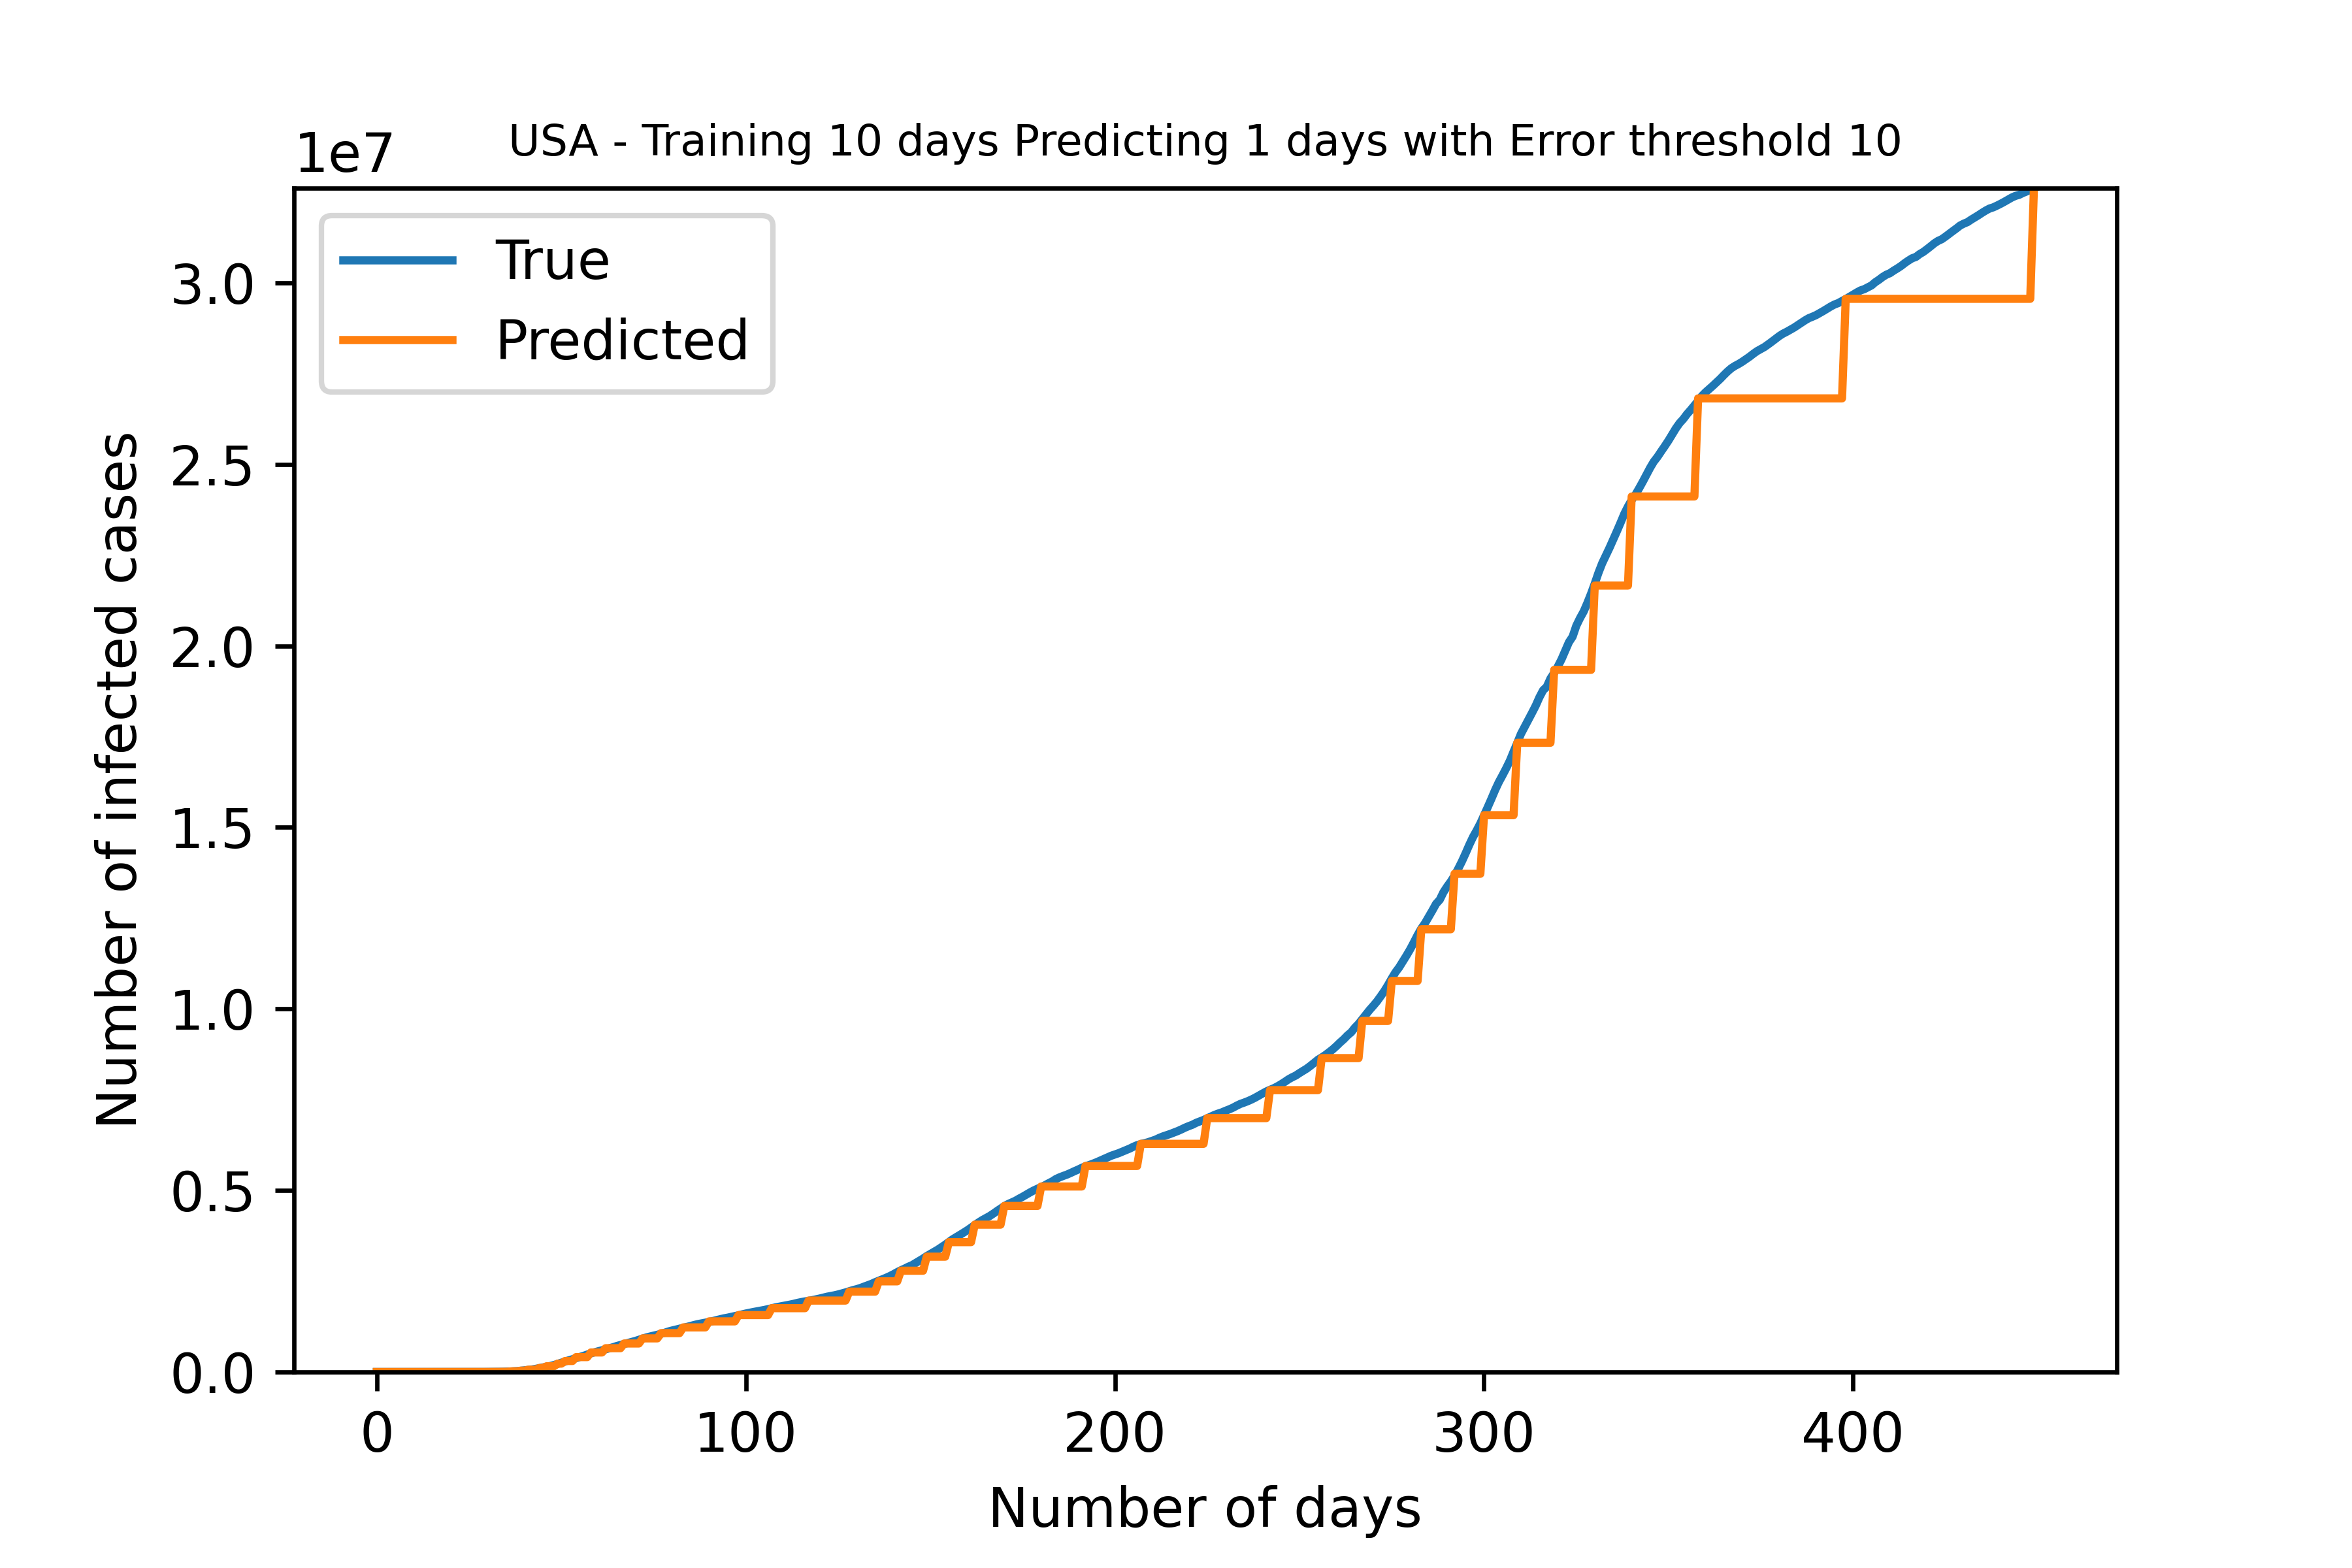 USA - Training 10 days Predicting 1 days with Error threshold 10
1e7
True
Predicted
3.0
2.5
2.0
1.5
1.0
0.5
0.0
Number of infected cases
0 100 200 300 400
Number of days